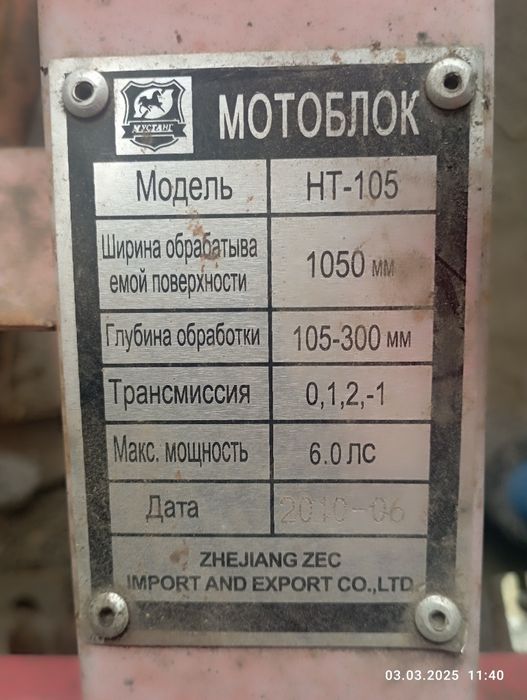 МУСТАНГ
МОТОБЛОК
Модель НТ-105
Ширина обрабатыва
емой поверхности 1050 мм
Глубина обработки 105-300 мм
Трансмиссия 0,1,2,-1
Макс. мощность 6.0 ЛС
Дата 2010-06
ZHEJIANG ZEC
IMPORT AND EXPORT CO.,LTD
03.03.2025 11:40